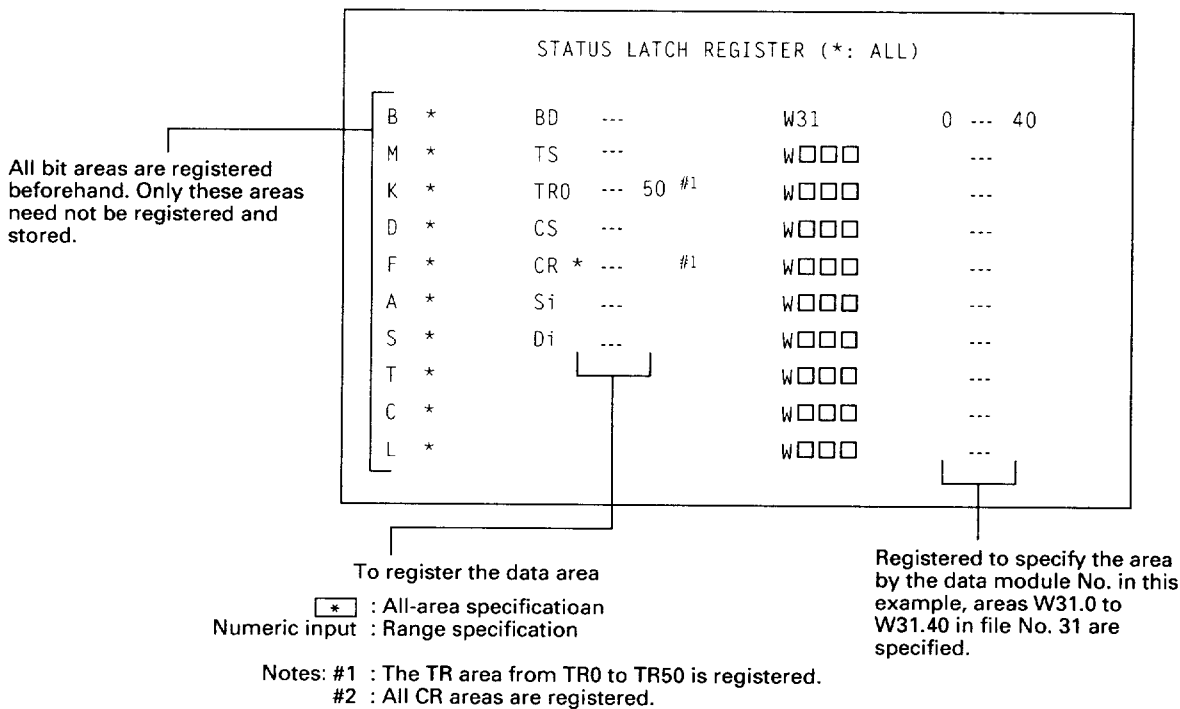 STATUS LATCH REGISTER (*: ALL)
B * BD --- W31 0 --- 40
M * TS --- W□□□ ---
K * TR0 --- 50 #1 W□□□ ---
D * CS --- W□□□ ---
F * CR * --- #1 W□□□ ---
A * Si --- W□□□ ---
S * Di --- W□□□ ---
T * W□□□ ---
C * W□□□ ---
L * W□□□ ---
All bit areas are registered
beforehand. Only these areas
need not be registered and
stored.
To register the data area
* : All-area specificatioan
Numeric input : Range specification
Notes: #1 : The TR area from TR0 to TR50 is registered.
#2 : All CR areas are registered.
Registered to specify the area
by the data module No. in this
example, areas W31.0 to
W31.40 in file No. 31 are
specified.